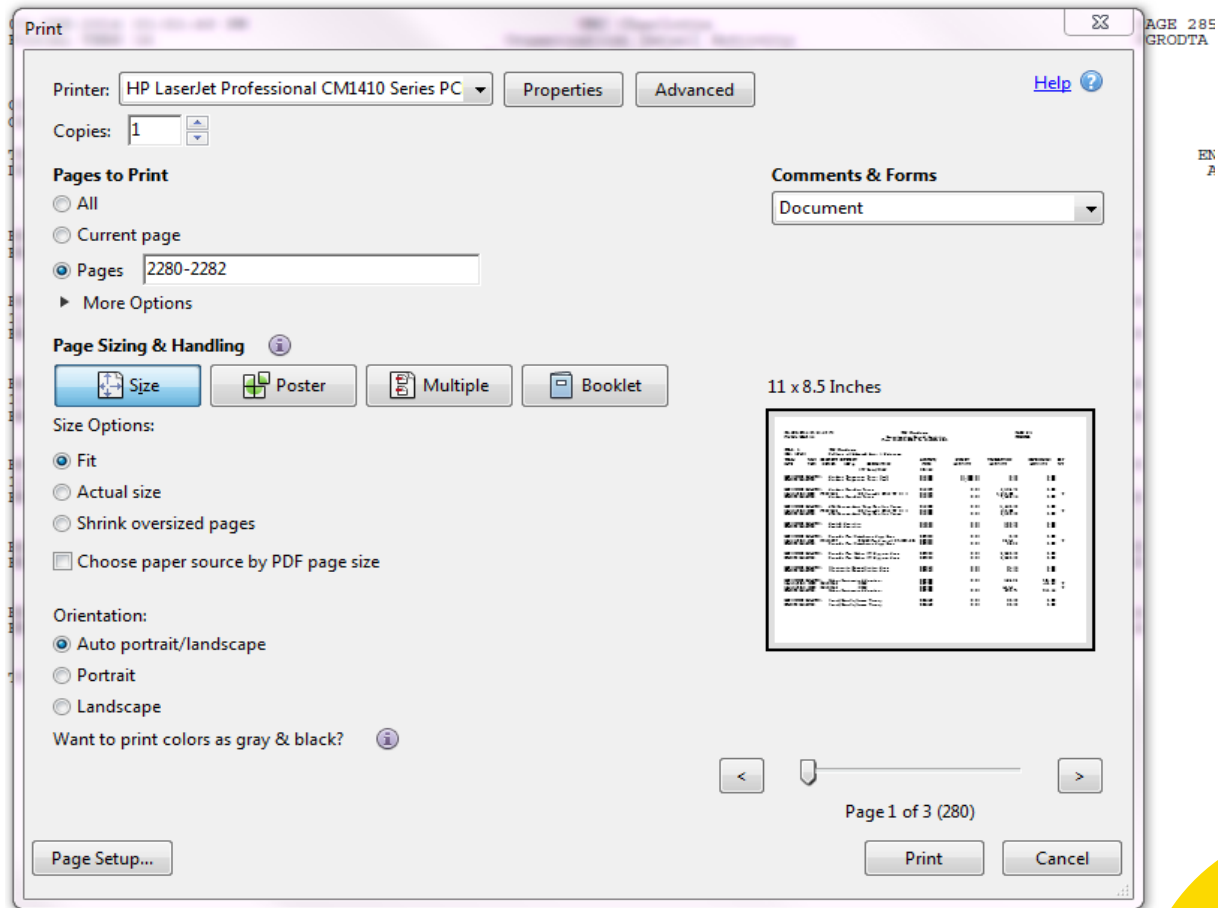 Print
AGE 285
GRODTA
Printer: HP LaserJet Professional CM1410 Series PC Properties Advanced Help
Copies: 1
EN
A
Pages to Print Comments & Forms
All Document
Current page
Pages 2280-2282
More Options
Page Sizing & Handling
Size Poster Multiple Booklet 11 x 8.5 Inches
Size Options:
Fit
Actual size
Shrink oversized pages
Choose paper source by PDF page size
Orientation:
Auto portrait/landscape
Portrait
Landscape
Want to print colors as gray & black?
< >
Page 1 of 3 (280)
Page Setup... Print Cancel